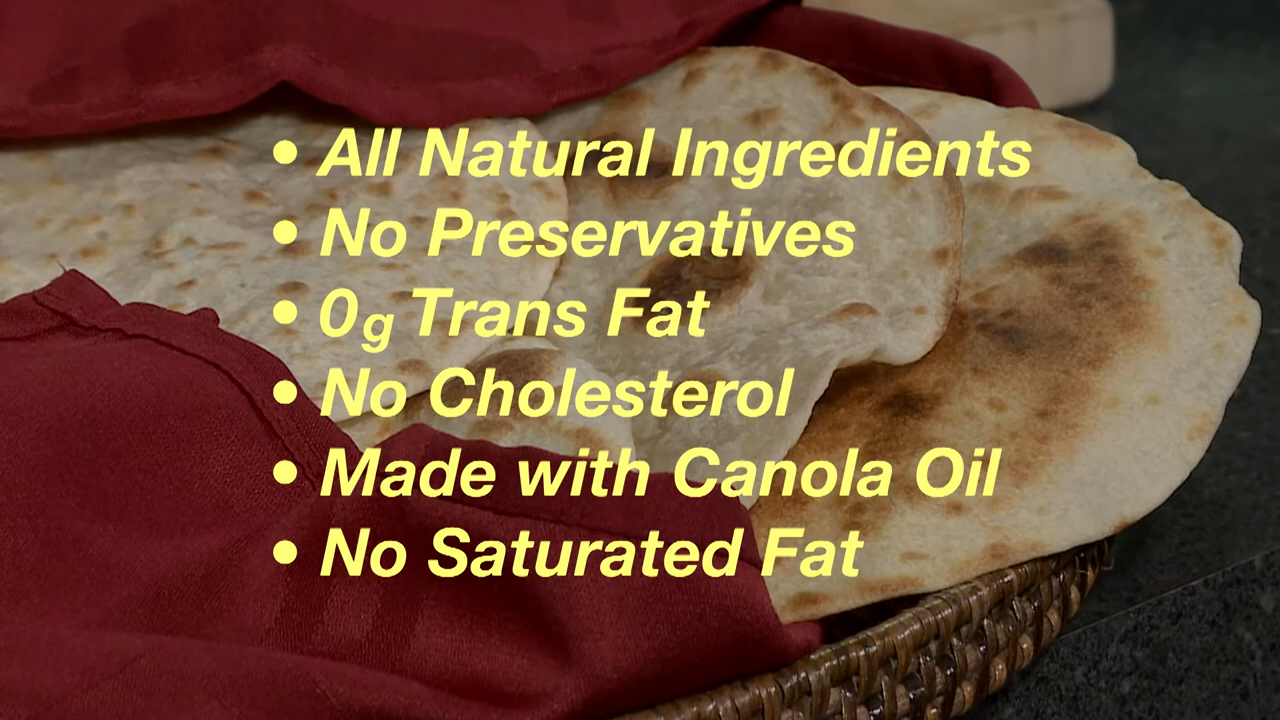 • All Natural Ingredients
• No Preservatives
• 0g Trans Fat
• No Cholesterol
• Made with Canola Oil
• No Saturated Fat